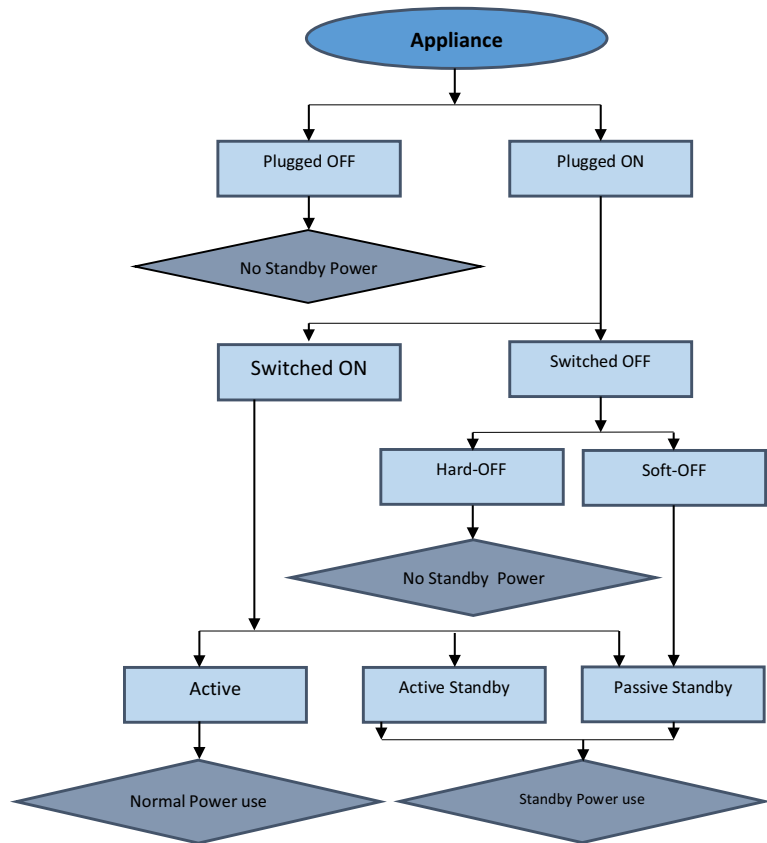 Appliance
Plugged OFF
Plugged ON
No Standby Power
Switched ON
Switched OFF
Hard-OFF
Soft-OFF
No Standby  Power
Active
Active Standby
Passive Standby
Normal Power use
Standby Power use